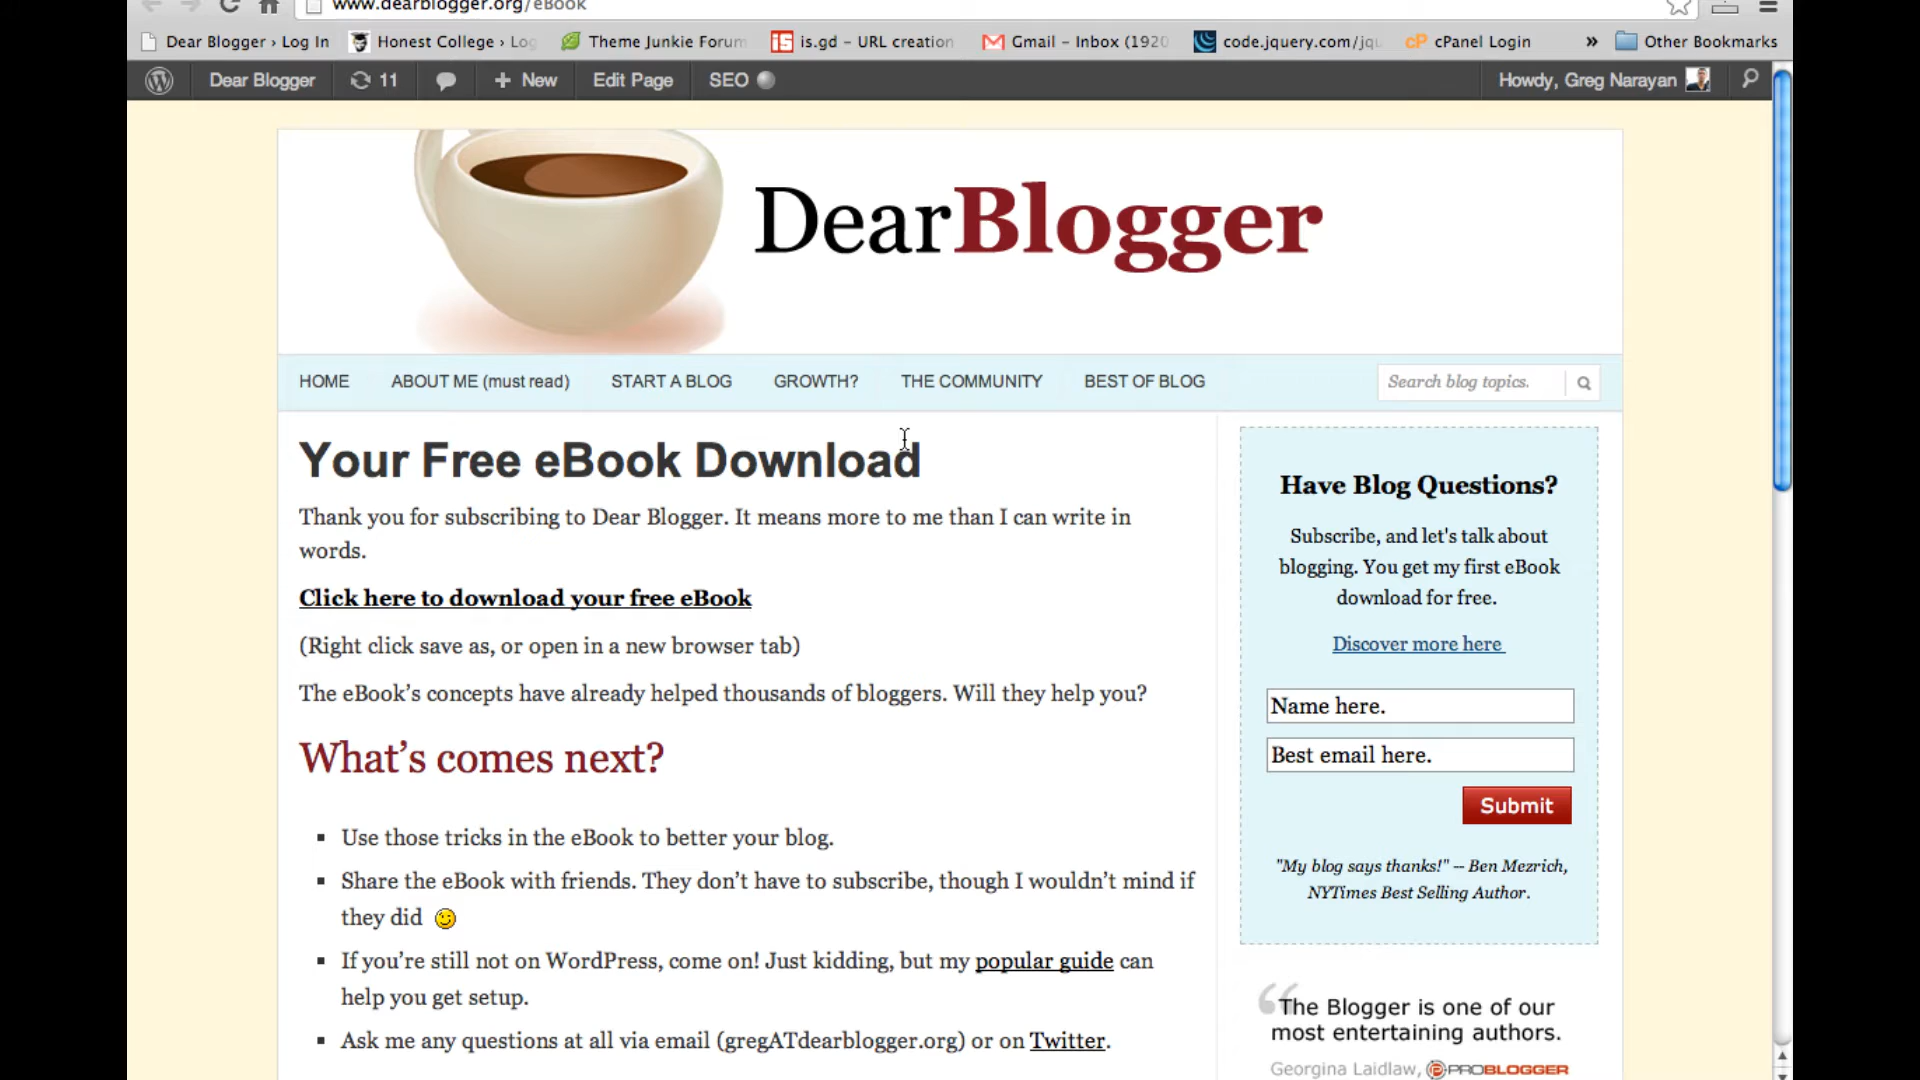 www.dearblogger.org/eBook
Dear Blogger › Log In
Honest College › Log
Theme Junkie Forum
is.gd – URL creation
Gmail – Inbox (1920
code.jquery.com/jqu
cP cPanel Login
»
Other Bookmarks
Dear Blogger
11
+ New
Edit Page
SEO
Howdy, Greg Narayan
DearBlogger
HOME
ABOUT ME (must read)
START A BLOG
GROWTH?
THE COMMUNITY
BEST OF BLOG
Search blog topics.
Your Free eBook Download
Thank you for subscribing to Dear Blogger. It means more to me than I can write in
words.
Click here to download your free eBook
(Right click save as, or open in a new browser tab)
The eBook’s concepts have already helped thousands of bloggers. Will they help you?
What’s comes next?
▪ Use those tricks in the eBook to better your blog.
▪ Share the eBook with friends. They don’t have to subscribe, though I wouldn’t mind if
they did
▪ If you’re still not on WordPress, come on! Just kidding, but my popular guide can
help you get setup.
▪ Ask me any questions at all via email (gregATdearblogger.org) or on Twitter.
Have Blog Questions?
Subscribe, and let's talk about
blogging. You get my first eBook
download for free.
Discover more here
Name here.
Best email here.
Submit
"My blog says thanks!" -- Ben Mezrich,
NYTimes Best Selling Author.
“The Blogger is one of our
most entertaining authors.
Georgina Laidlaw, PROBLOGGER